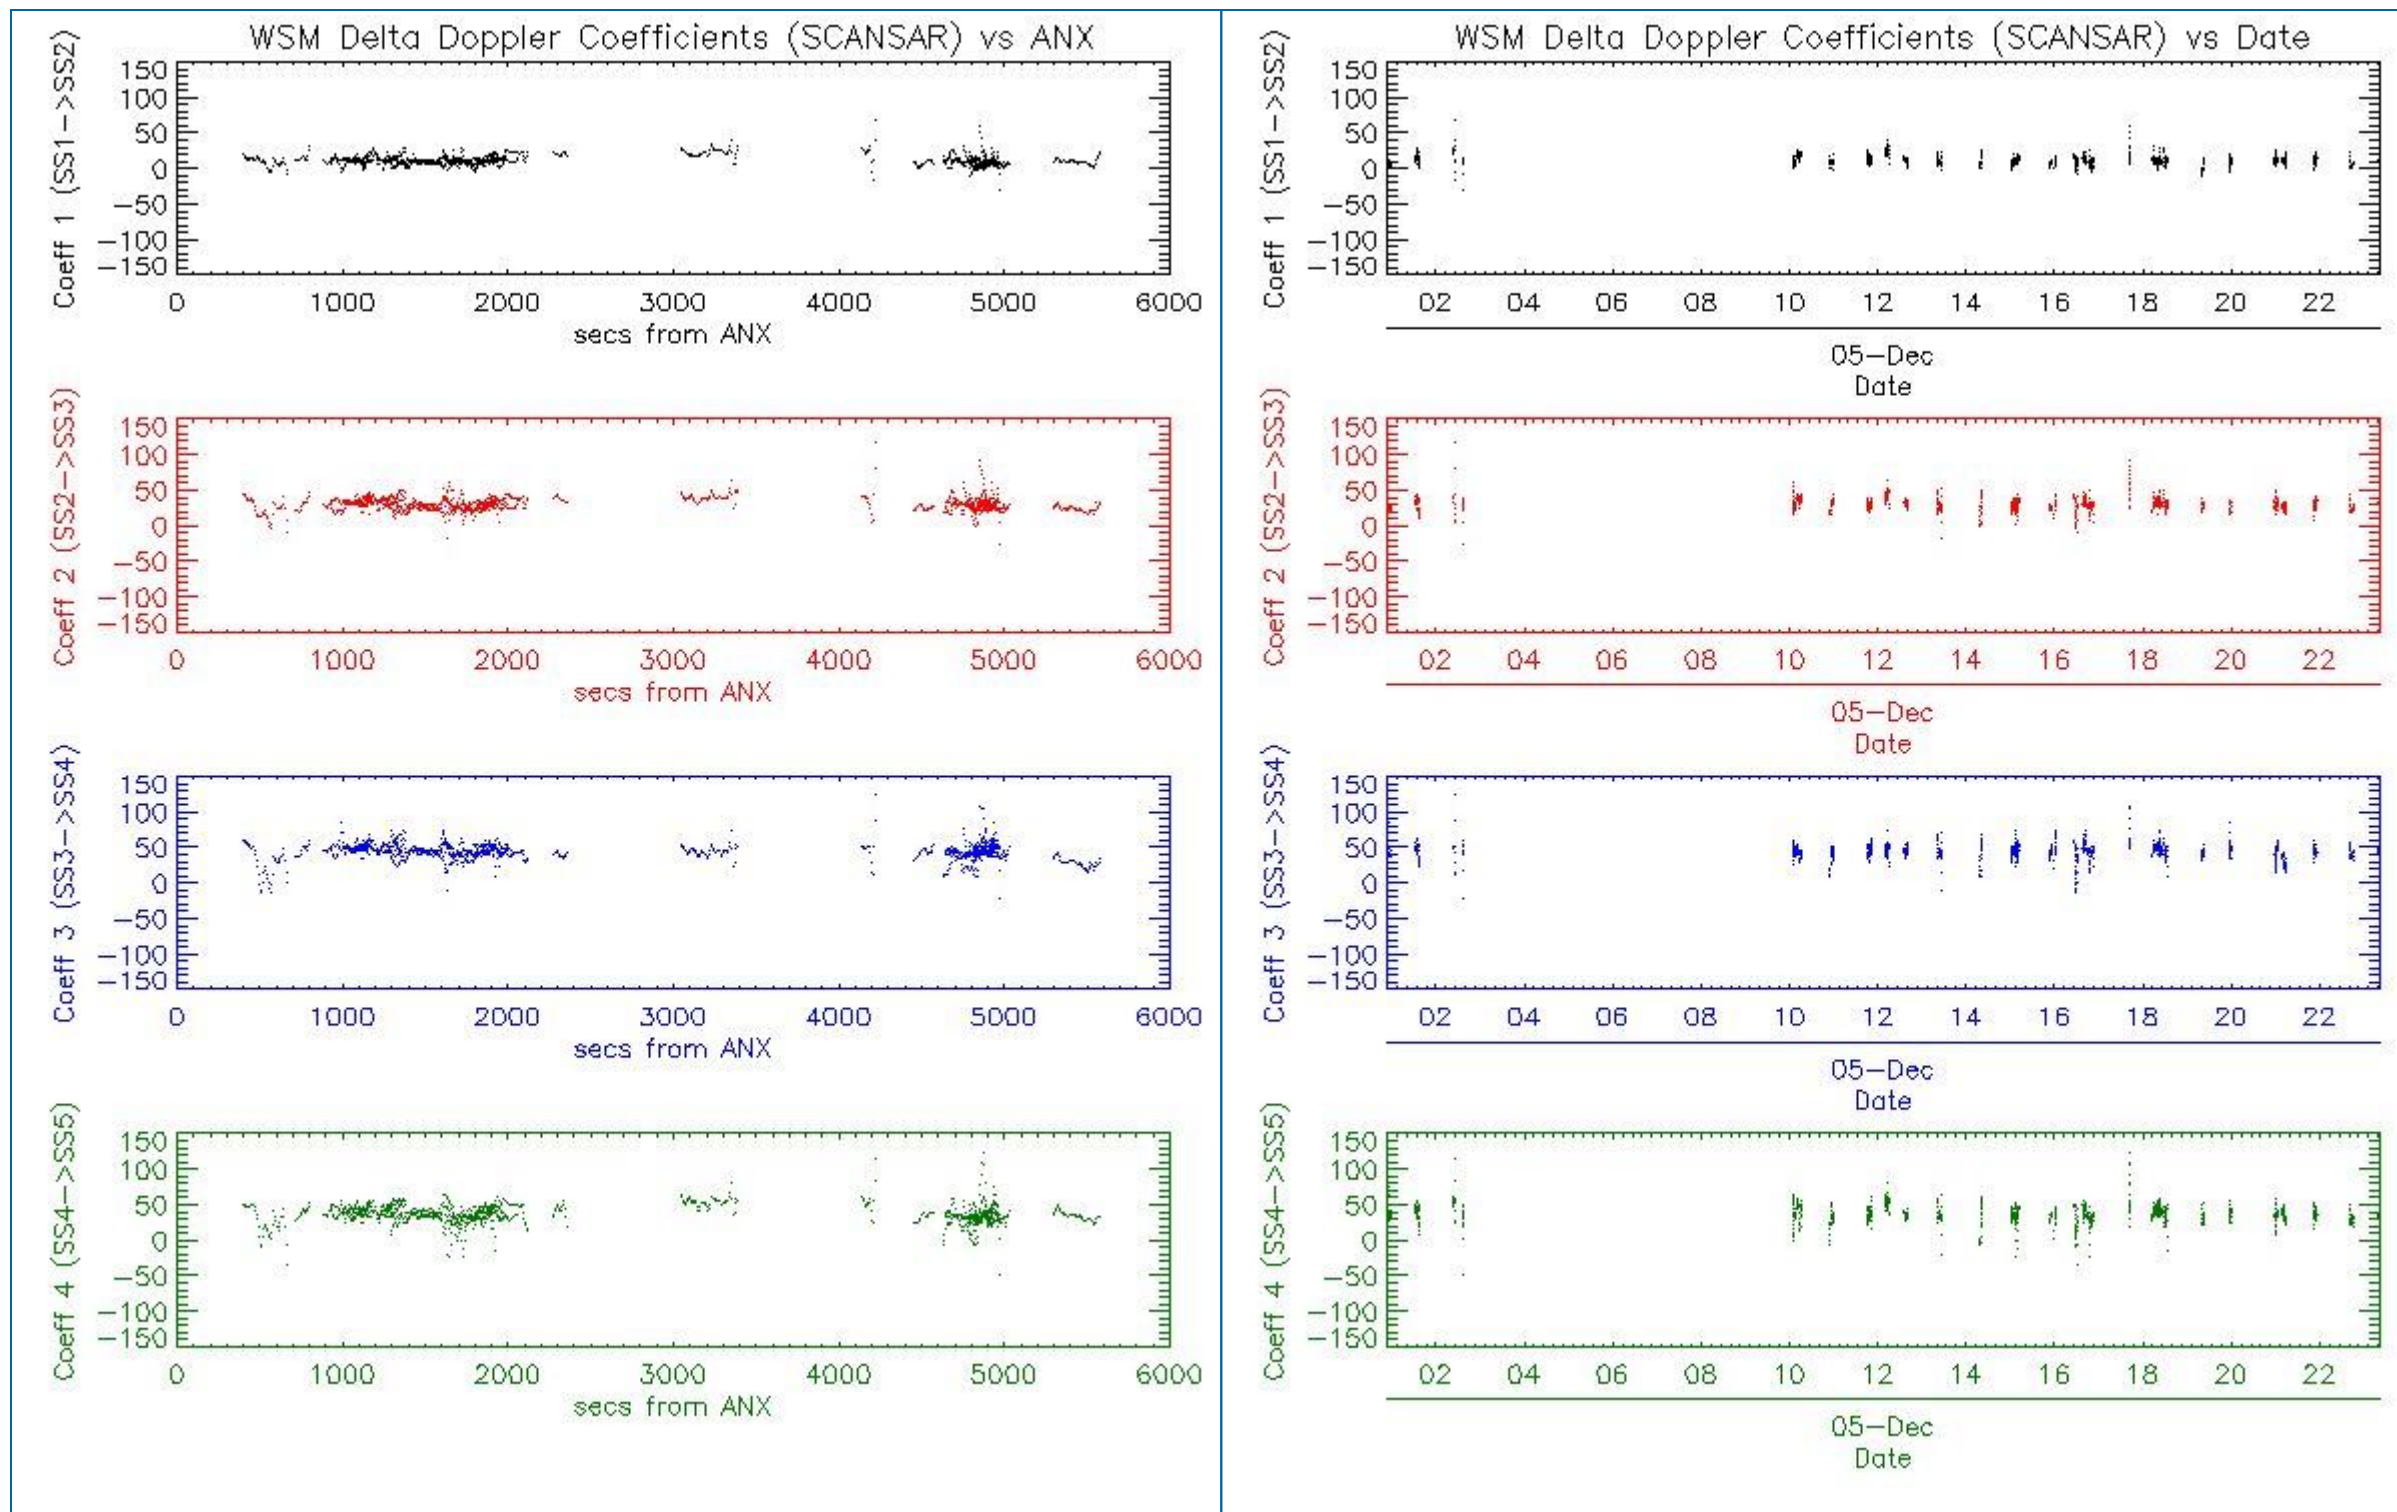 WSM Delta Doppler Coefficients (SCANSAR) vs ANX
Coeff 1 (SS1->SS2)
150
100
50
0
-50
-100
-150
0 1000 2000 3000 4000 5000 6000
secs from ANX
Coeff 2 (SS2->SS3)
150
100
50
0
-50
-100
-150
0 1000 2000 3000 4000 5000 6000
secs from ANX
Coeff 3 (SS3->SS4)
150
100
50
0
-50
-100
-150
0 1000 2000 3000 4000 5000 6000
secs from ANX
Coeff 4 (SS4->SS5)
150
100
50
0
-50
-100
-150
0 1000 2000 3000 4000 5000 6000
secs from ANX
WSM Delta Doppler Coefficients (SCANSAR) vs Date
Coeff 1 (SS1->SS2)
150
100
50
0
-50
-100
-150
02 04 06 08 10 12 14 16 18 20 22
05-Dec
Date
Coeff 2 (SS2->SS3)
150
100
50
0
-50
-100
-150
02 04 06 08 10 12 14 16 18 20 22
05-Dec
Date
Coeff 3 (SS3->SS4)
150
100
50
0
-50
-100
-150
02 04 06 08 10 12 14 16 18 20 22
05-Dec
Date
Coeff 4 (SS4->SS5)
150
100
50
0
-50
-100
-150
02 04 06 08 10 12 14 16 18 20 22
05-Dec
Date